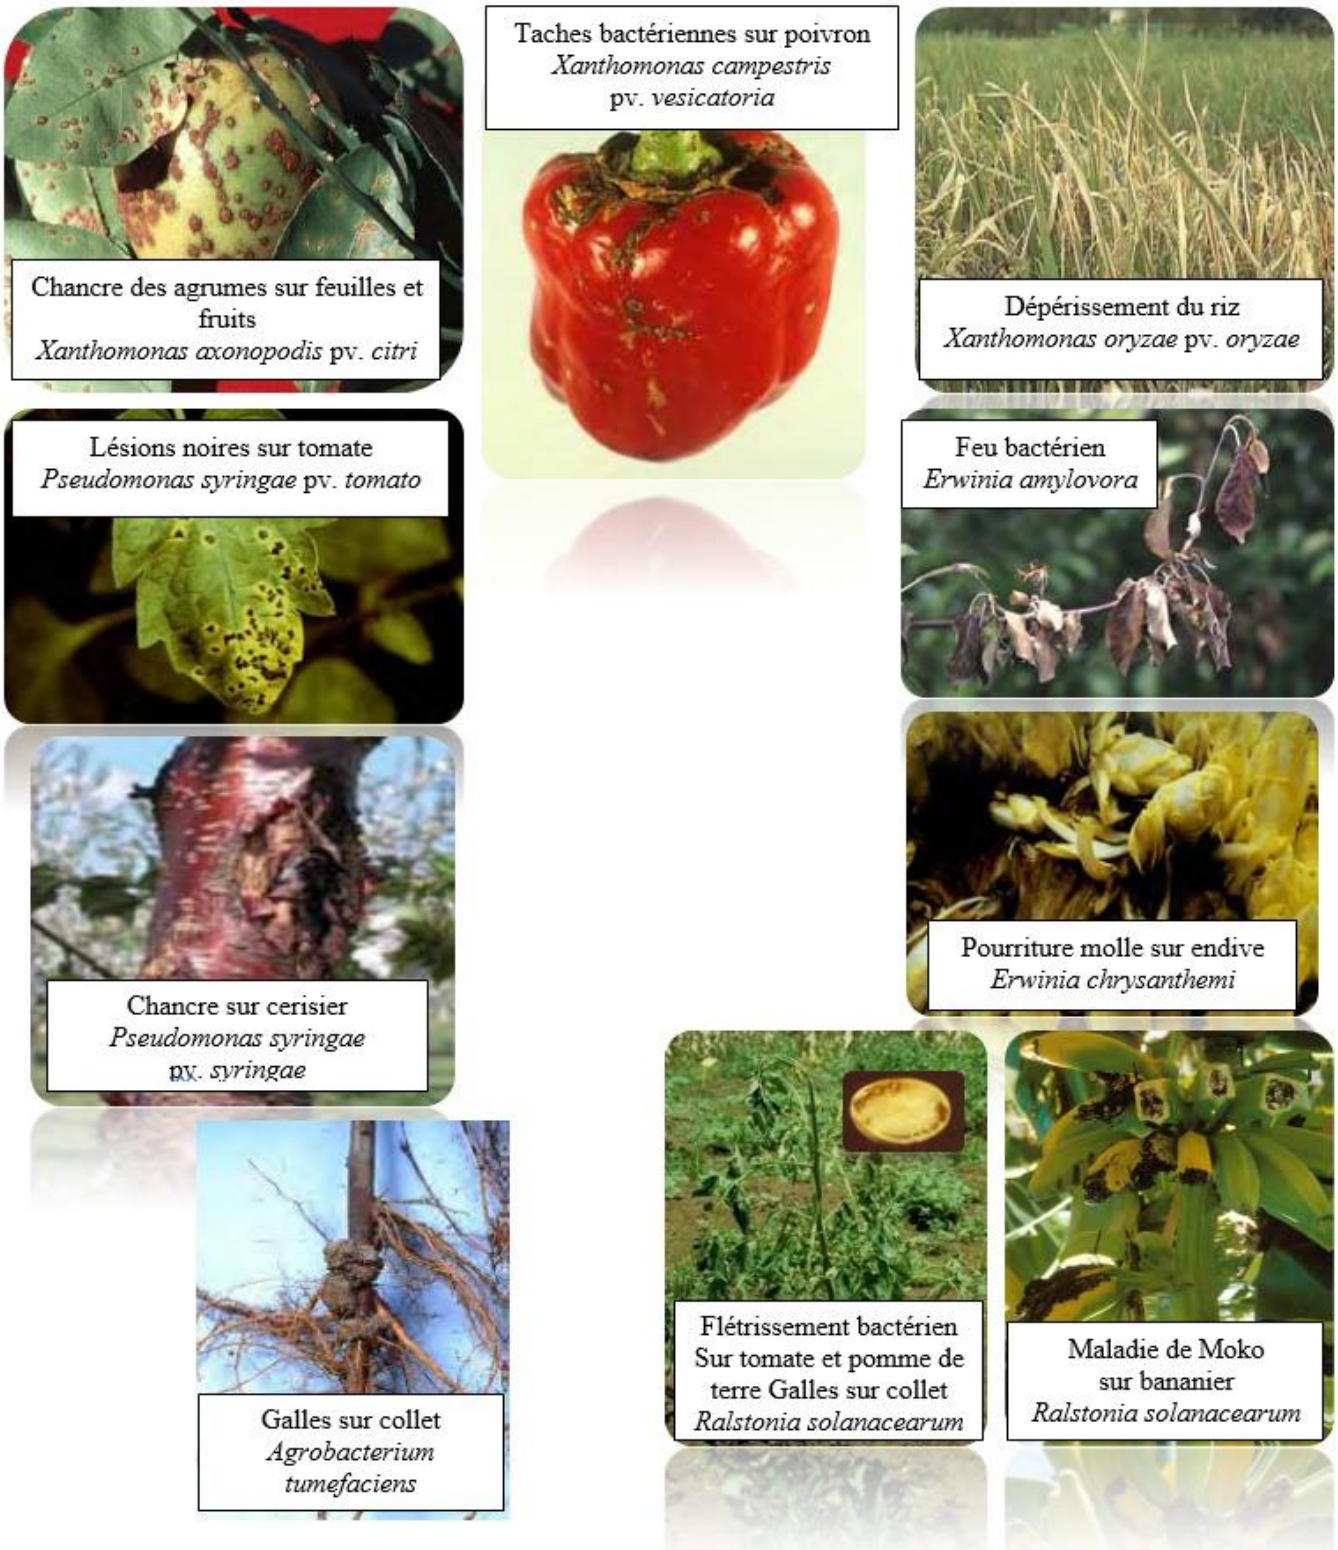 Chancre des agrumes sur feuilles et
fruits
Xanthomonas axonopodis pv. citri
Taches bactériennes sur poivron
Xanthomonas campestris
pv. vesicatoria
Dépérissement du riz
Xanthomonas oryzae pv. oryzae
Lésions noires sur tomate
Pseudomonas syringae pv. tomato
Feu bactérien
Erwinia amylovora
Chancre sur cerisier
Pseudomonas syringae
pv. syringae
Pourriture molle sur endive
Erwinia chrysanthemi
Galles sur collet
Agrobacterium
tumefaciens
Flétrissement bactérien
Sur tomate et pomme de
terre Galles sur collet
Ralstonia solanacearum
Maladie de Moko
sur bananier
Ralstonia solanacearum